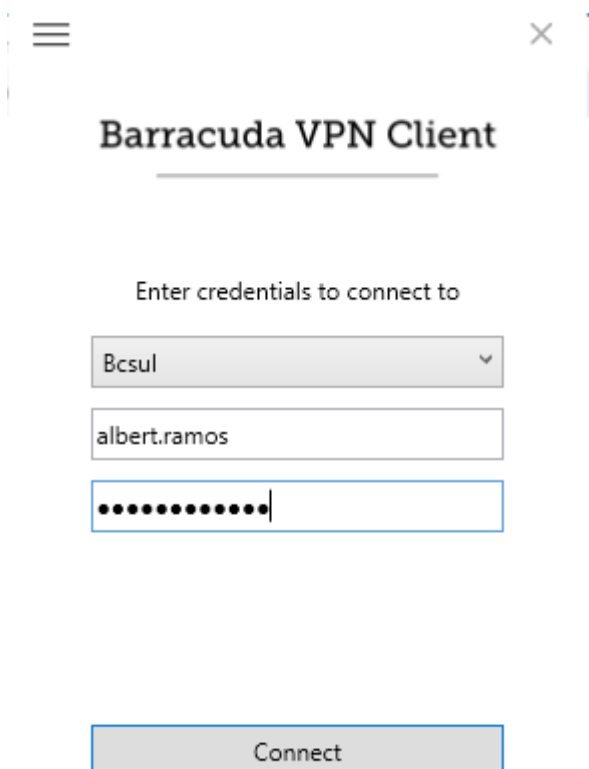 Barracuda VPN Client
Enter credentials to connect to
Bcsul
albert.ramos
●●●●●●●●●●●●
Connect